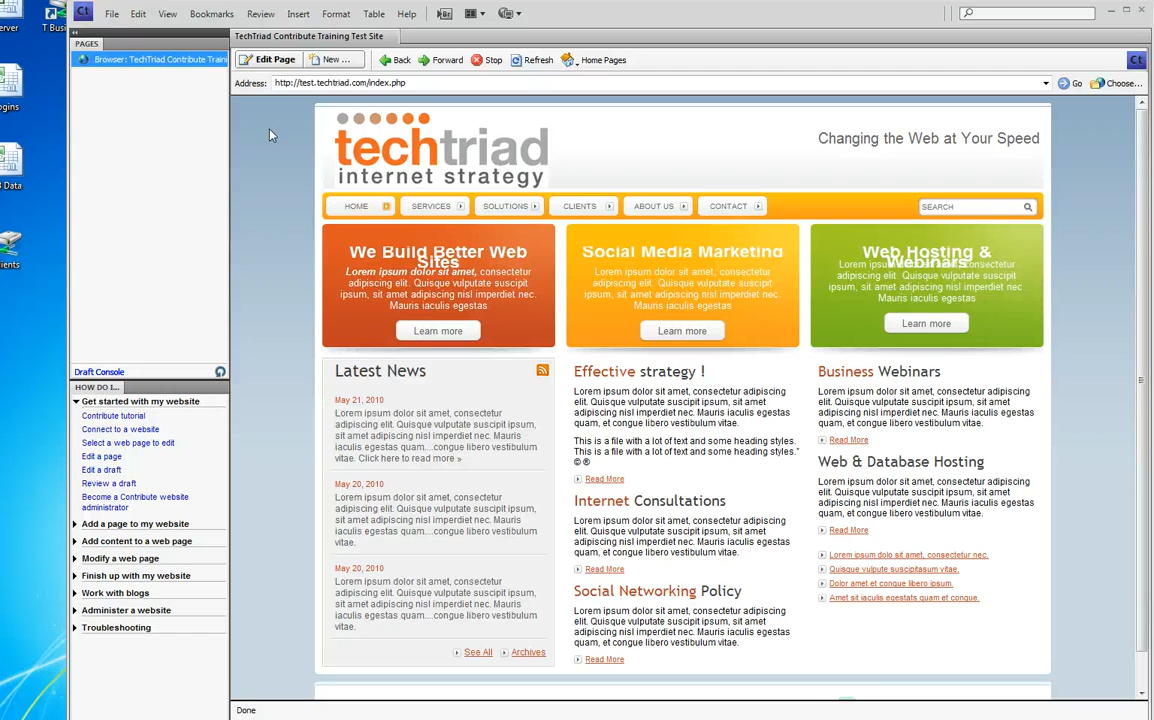 erver
T Busi
ogins
Data
ients
Ct
File Edit View Bookmarks Review Insert Format Table Help
Br
PAGES
Browser: TechTriad Contribute Traini
TechTriad Contribute Training Test Site
Edit Page New ... Back Forward Stop Refresh Home Pages
Ct
Address: http://test.techtriad.com/index.php
Go Choose...
techtriad
internet strategy
Changing the Web at Your Speed
HOME SERVICES SOLUTIONS CLIENTS ABOUT US CONTACT
SEARCH
We Build Better Web
Sites
Lorem ipsum dolor sit amet, consectetur
adipiscing elit. Quisque vulputate suscipit
ipsum, sit amet adipiscing nisl imperdiet nec.
Mauris iaculis egestas
Learn more
Social Media Marketing
Lorem ipsum dolor sit amet, consectetur
adipiscing elit. Quisque vulputate suscipit
ipsum, sit amet adipiscing nisl imperdiet nec.
Mauris iaculis egestas
Learn more
Web Hosting &
Webinars
Lorem ipsum dolor sit amet, consectetur
adipiscing elit. Quisque vulputate suscipit
ipsum, sit amet adipiscing nisl imperdiet nec.
Mauris iaculis egestas
Learn more
Latest News
May 21, 2010
Lorem ipsum dolor sit amet, consectetur
adipiscing elit. Quisque vulputate suscipit ipsum,
sit amet adipiscing nisl imperdiet nec. Mauris
iaculis egestas quam....congue libero vestibulum
vitae. Click here to read more »
May 20, 2010
Lorem ipsum dolor sit amet, consectetur
adipiscing elit. Quisque vulputate suscipit ipsum,
sit amet adipiscing nisl imperdiet nec. Mauris
iaculis egestas quam....congue libero vestibulum
vitae.
May 20, 2010
Lorem ipsum dolor sit amet, consectetur
adipiscing elit. Quisque vulputate suscipit ipsum,
sit amet adipiscing nisl imperdiet nec. Mauris
iaculis egestas quam....congue libero vestibulum
vitae.
See All Archives
Effective strategy !
Lorem ipsum dolor sit amet, consectetur
adipiscing elit. Quisque vulputate suscipit ipsum, sit amet
adipiscing nisl imperdiet nec. Mauris iaculis egestas
This is a file with a lot of text and some heading styles.
This is a file with a lot of text and some heading styles."
© ®
Read More
Internet Consultations
Lorem ipsum dolor sit amet, consectetur adipiscing
elit. Quisque vulputate suscipit ipsum, sit amet
adipiscing nisl imperdiet nec. Mauris iaculis egestas
quam, et congue libero vestibulum vitae.
Read More
Social Networking Policy
Lorem ipsum dolor sit amet, consectetur adipiscing
elit. Quisque vulputate suscipit ipsum, sit amet
adipiscing nisl imperdiet nec. Mauris iaculis egestas
quam, et congue libero vestibulum vitae.
Read More
Business Webinars
Lorem ipsum dolor sit amet, consectetur adipiscing
elit. Quisque vulputate suscipit ipsum, sit amet
adipiscing nisl imperdiet nec. Mauris iaculis egestas
quam, et congue libero vestibulum vitae.
Read More
Web & Database Hosting
Lorem ipsum dolor sit amet, consectetur adipiscing
elit. Quisque vulputate suscipit ipsum, sit amet
adipiscing nisl imperdiet nec. Mauris iaculis egestas
quam, et congue libero vestibulum vitae.
Read More
Lorem ipsum dolo sit amet, consectetur nec.
Quisque vulpute suscipitasum vitae.
Dolor amet et congue libero ipsum.
Amet sit iaculis egestats quam et congue.
Draft Console
HOW DO I...
Get started with my website
Contribute tutorial
Connect to a website
Select a web page to edit
Edit a page
Edit a draft
Review a draft
Become a Contribute website
administrator
Add a page to my website
Add content to a web page
Modify a web page
Finish up with my website
Work with blogs
Administer a website
Troubleshooting
Done